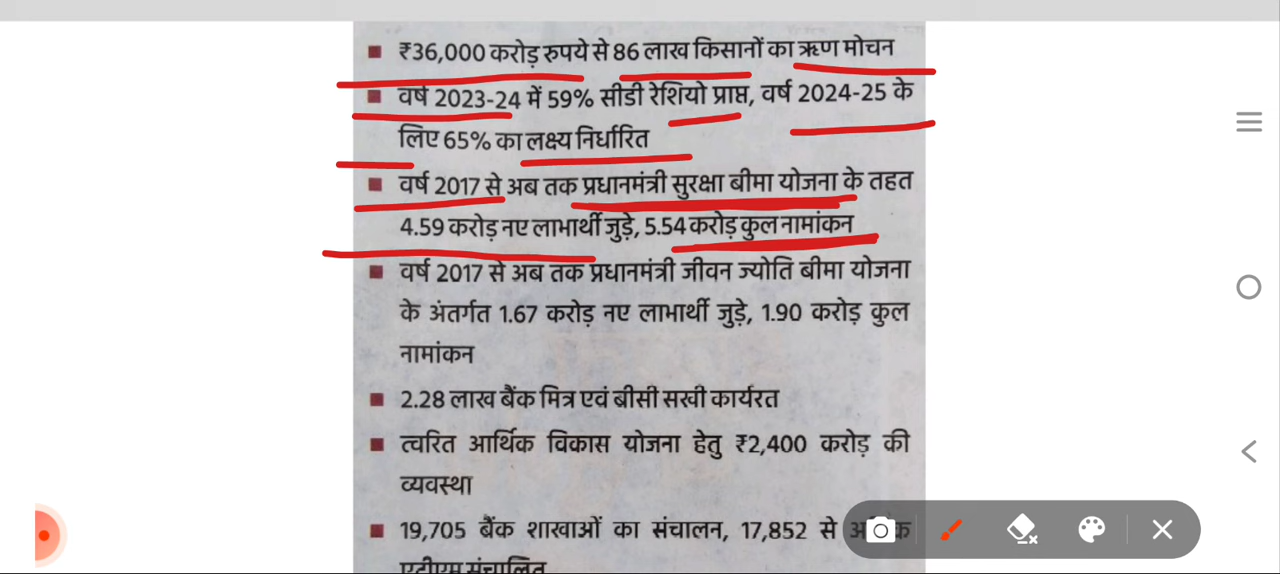 ₹36,000 करोड़ रुपये से 86 लाख किसानों का ऋण मोचन
वर्ष 2023-24 में 59% सीडी रेशियो प्राप्त, वर्ष 2024-25 के
लिए 65% का लक्ष्य निर्धारित
वर्ष 2017 से अब तक प्रधानमंत्री सुरक्षा बीमा योजना के तहत
4.59 करोड़ नए लाभार्थी जुड़े, 5.54 करोड़ कुल नामांकन
वर्ष 2017 से अब तक प्रधानमंत्री जीवन ज्योति बीमा योजना
के अंतर्गत 1.67 करोड़ नए लाभार्थी जुड़े, 1.90 करोड़ कुल
नामांकन
2.28 लाख बैंक मित्र एवं बीसी सखी कार्यरत
त्वरित आर्थिक विकास योजना हेतु ₹2,400 करोड़ की
व्यवस्था
19,705 बैंक शाखाओं का संचालन, 17,852 से
एटीएम संचालित